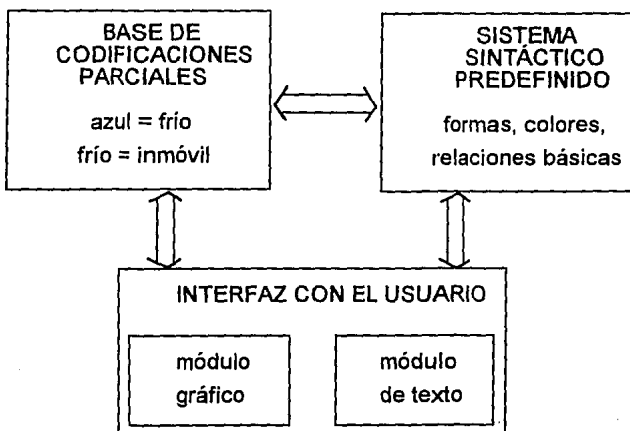 BASE DE
CODIFICACIONES
PARCIALES
azul = frío
frío = inmóvil
SISTEMA
SINTÁCTICO
PREDEFINIDO
formas, colores,
relaciones básicas
INTERFAZ CON EL USUARIO
módulo
gráfico
módulo
de texto